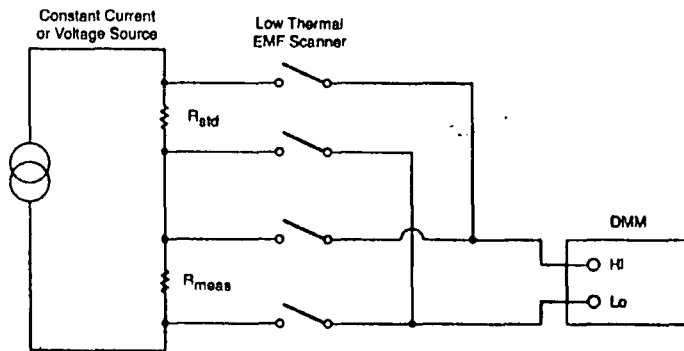 Constant Current
or Voltage Source
Low Thermal
EMF Scanner
Rstd
DMM
HI
Rmeas
Lo